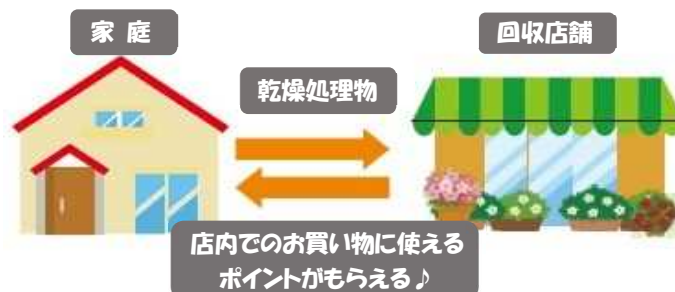 家 庭
回収店舗
乾燥処理物
店内でのお買い物に使える
ポイントがもらえる♪